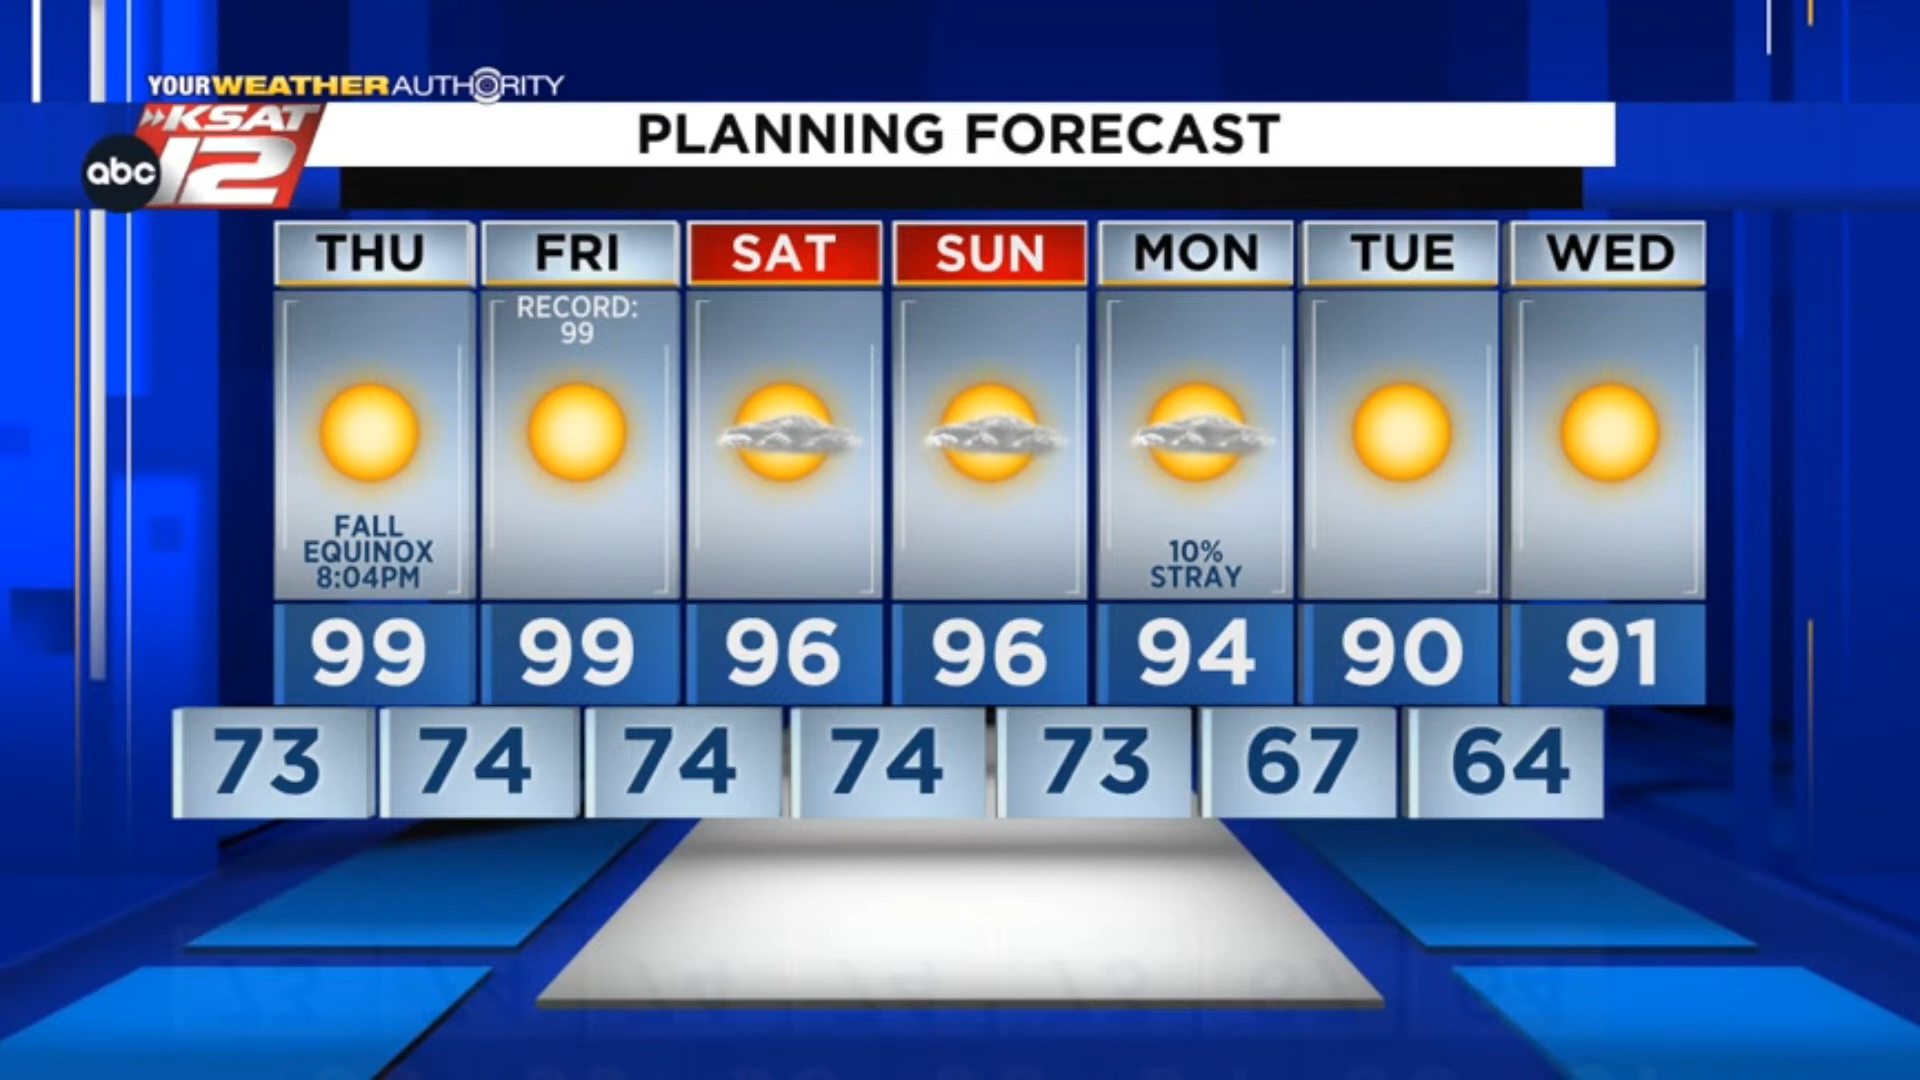 YOUR WEATHER AUTHORITY
KSAT
abc 12
PLANNING FORECAST
THU FRI SAT SUN MON TUE WED
RECORD:
99
FALL
EQUINOX
8:04PM
10%
STRAY
99 99 96 96 94 90 91
73 74 74 74 73 67 64